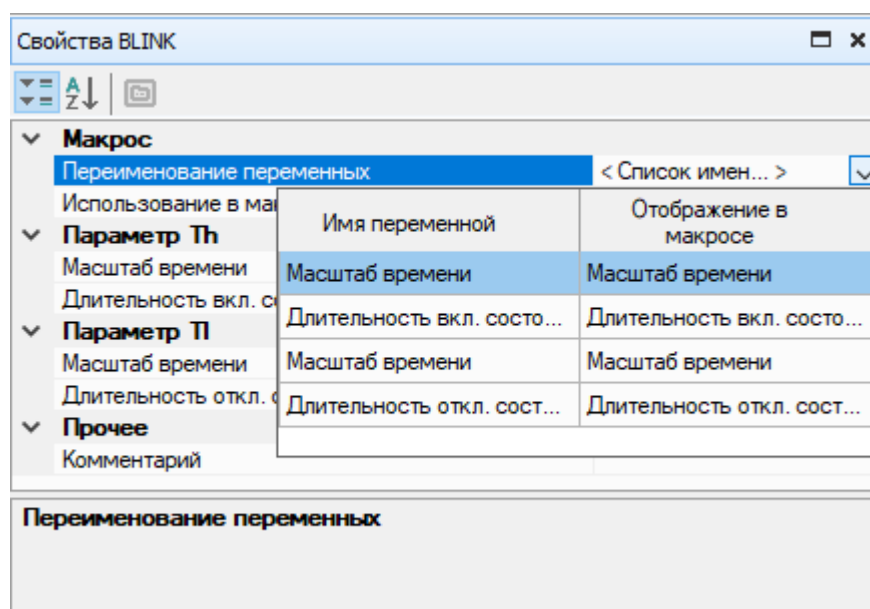 Свойства BLINK
Макрос
Переименование переменных < Список имен... >
Использование в ма
Имя переменной Отображение в макросе
Параметр Th
Масштаб времени Масштаб времени Масштаб времени
Длительность вкл. с Длительность вкл. состо... Длительность вкл. состо...
Параметр Tl
Масштаб времени Масштаб времени Масштаб времени
Длительность откл. Длительность откл. сост... Длительность откл. сост...
Прочее
Комментарий
Переименование переменных